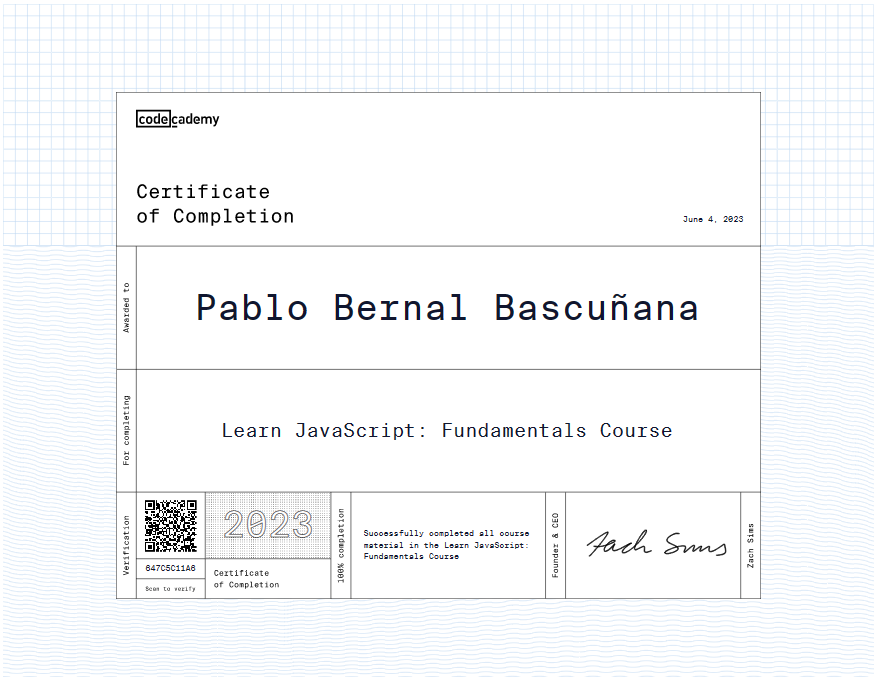 codecademy
Certificate
of Completion
June 4, 2023
Awarded to
Pablo Bernal Bascuñana
For completing
Learn JavaScript: Fundamentals Course
Verification
647C5C11A6
Scan to verify
2023
Certificate
of Completion
100% completion
Successfully completed all course
material in the Learn JavaScript:
Fundamentals Course
Founder & CEO
Zach Sims
Zach Sims